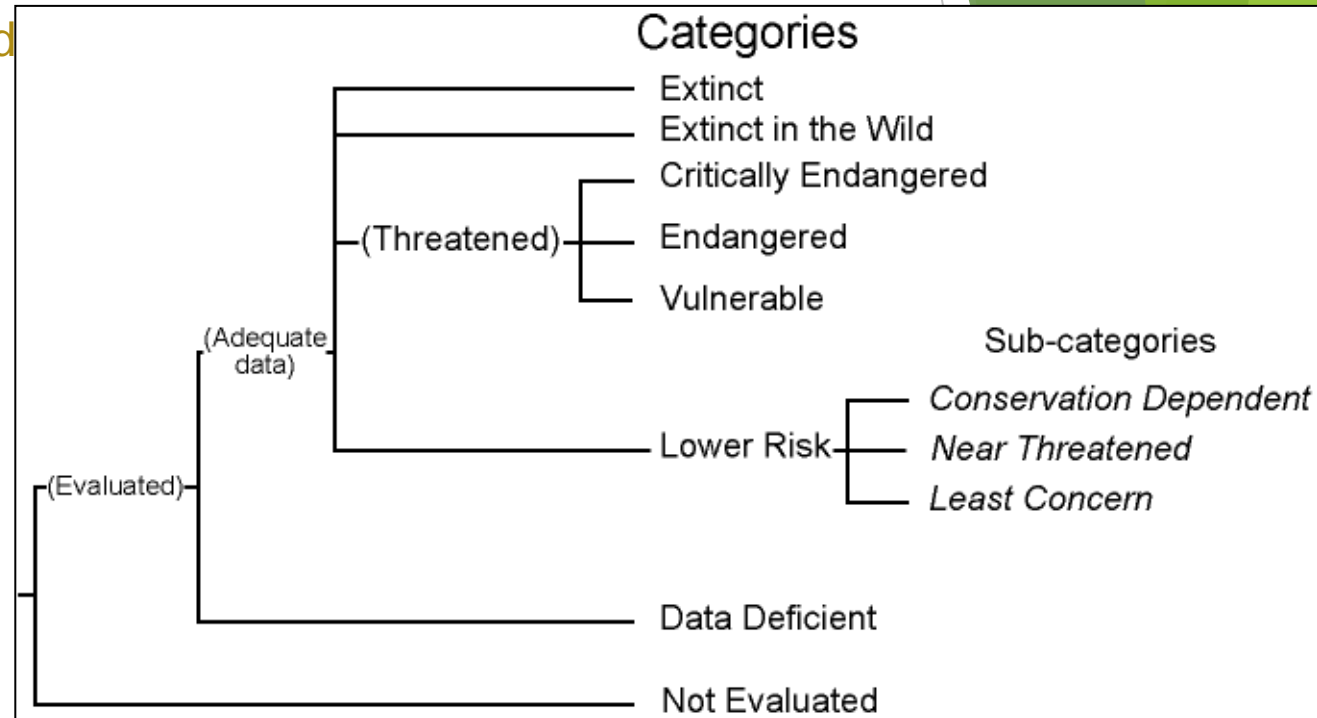 d
Categories
Extinct
Extinct in the Wild
Critically Endangered
(Threatened)
Endangered
Vulnerable
(Adequate
data)
Sub-categories
Conservation Dependent
Lower Risk
Near Threatened
Least Concern
(Evaluated)
Data Deficient
Not Evaluated